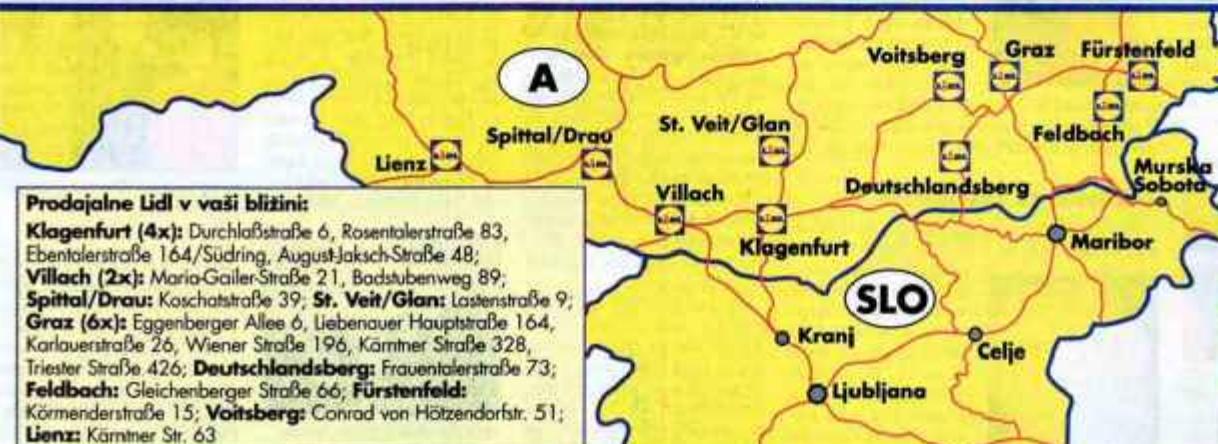 A
Voitsberg
Graz
Fürstenfeld
Spittal/Drau
St. Veit/Glan
Feldbach
Lienz
Deutschlandsberg
Murska
Sobota
Villach
Klagenfurt
Maribor
SLO
Kranj
Celje
Ljubljana
Prodajalne Lidl v vaši bližini:
Klagenfurt (4x): Durchlaßstraße 6, Rosentalerstraße 83,
Ebentalerstraße 164/Südring, August-Jaksch-Straße 48;
Villach (2x): Maria-Gailer-Straße 21, Badstubenweg 89;
Spittal/Drau: Koschatstraße 39; St. Veit/Glan: Lastenstraße 9;
Graz (6x): Eggenberger Allee 6, Liebenauer Hauptstraße 164,
Karlauerstraße 26, Wiener Straße 196, Kärntner Straße 328,
Triester Straße 426; Deutschlandsberg: Frauentalerstraße 73;
Feldbach: Gleichenberger Straße 66; Fürstenfeld:
Körmenderstraße 15; Voitsberg: Conrad von Hötzendorfstr. 51;
Lienz: Kärntner Str. 63